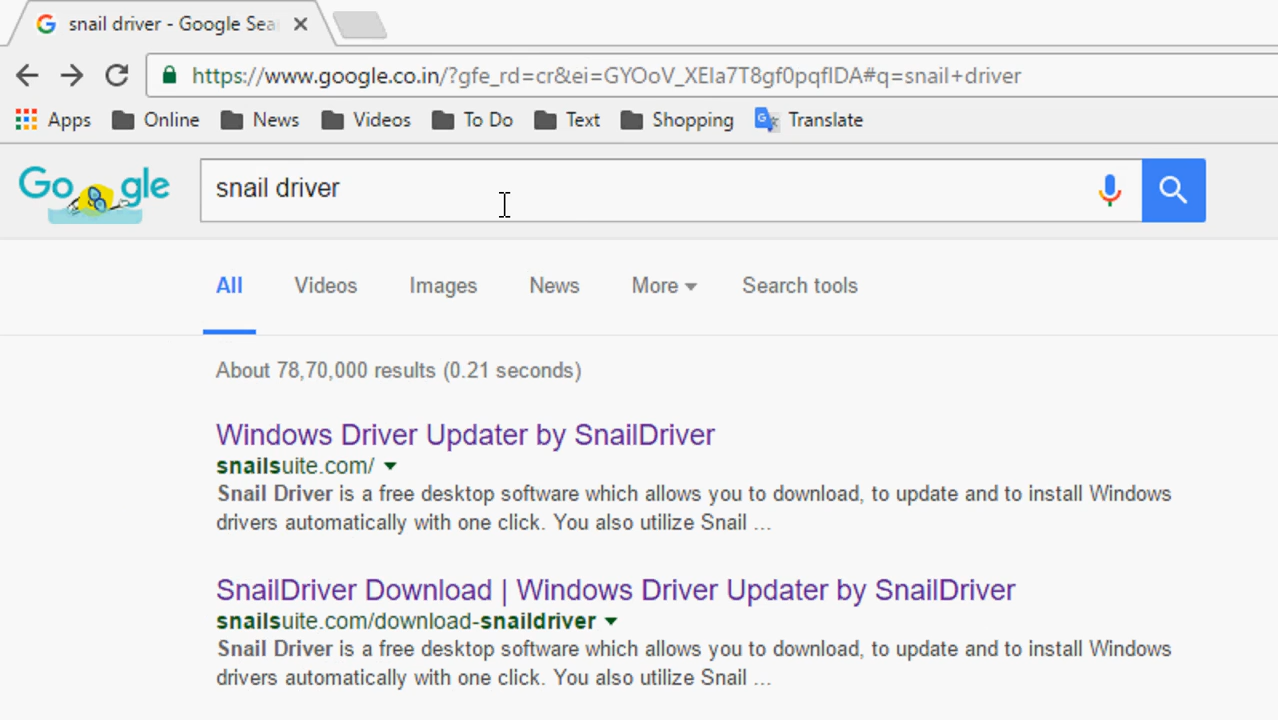 snail driver - Google Sea
https://www.google.co.in/?gfe_rd=cr&ei=GYOoV_XEIa7T8gf0pqflDA#q=snail+driver
Apps Online News Videos To Do Text Shopping Translate
Google
snail driver
All Videos Images News More Search tools
About 78,70,000 results (0.21 seconds)
Windows Driver Updater by SnailDriver
snailsuite.com/
Snail Driver is a free desktop software which allows you to download, to update and to install Windows
drivers automatically with one click. You also utilize Snail ...
SnailDriver Download | Windows Driver Updater by SnailDriver
snailsuite.com/download-snaildriver
Snail Driver is a free desktop software which allows you to download, to update and to install Windows
drivers automatically with one click. You also utilize Snail ...